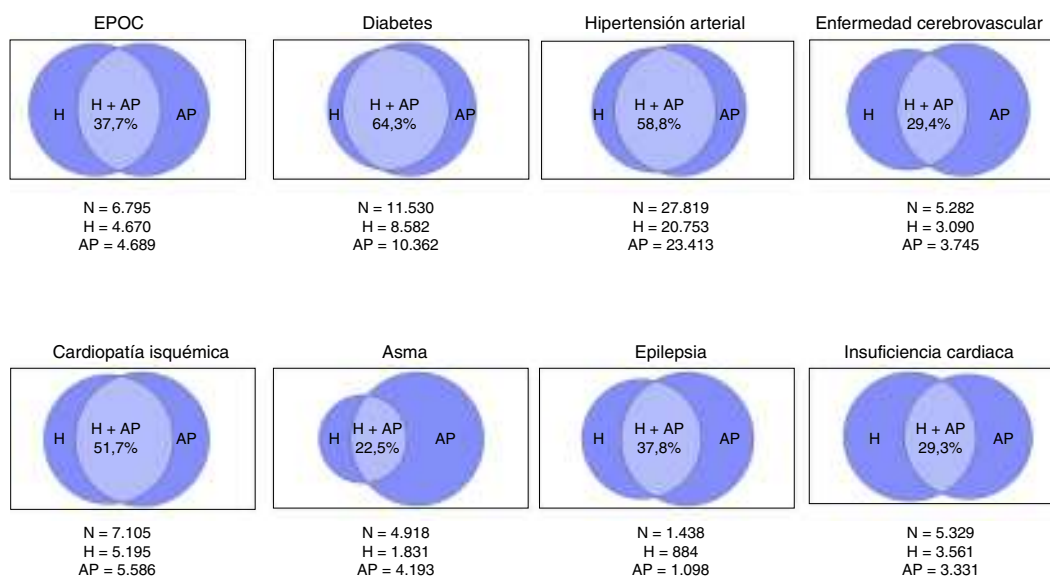 EPOC
H
H + AP
37,7%
AP
N = 6.795
H = 4.670
AP = 4.689
Diabetes
H
H + AP
64,3%
AP
N = 11.530
H = 8.582
AP = 10.362
Hipertensión arterial
H
H + AP
58,8%
AP
N = 27.819
H = 20.753
AP = 23.413
Enfermedad cerebrovascular
H
H + AP
29,4%
AP
N = 5.282
H = 3.090
AP = 3.745
Cardiopatía isquémica
H
H + AP
51,7%
AP
N = 7.105
H = 5.195
AP = 5.586
Asma
H
H + AP
22,5%
AP
N = 4.918
H = 1.831
AP = 4.193
Epilepsia
H
H + AP
37,8%
AP
N = 1.438
H = 884
AP = 1.098
Insuficiencia cardiaca
H
H + AP
29,3%
AP
N = 5.329
H = 3.561
AP = 3.331